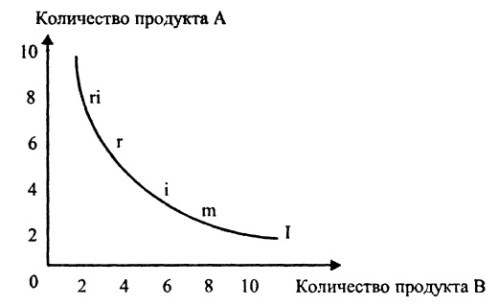 Количество продукта А
10
8
6
4
2
0
ri
r
i
m
I
2 4 6 8 10
Количество продукта В